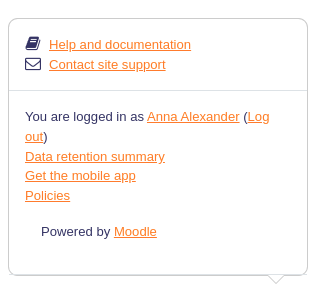 Help and documentation
Contact site support
You are logged in as Anna Alexander (Log
out)
Data retention summary
Get the mobile app
Policies
Powered by Moodle